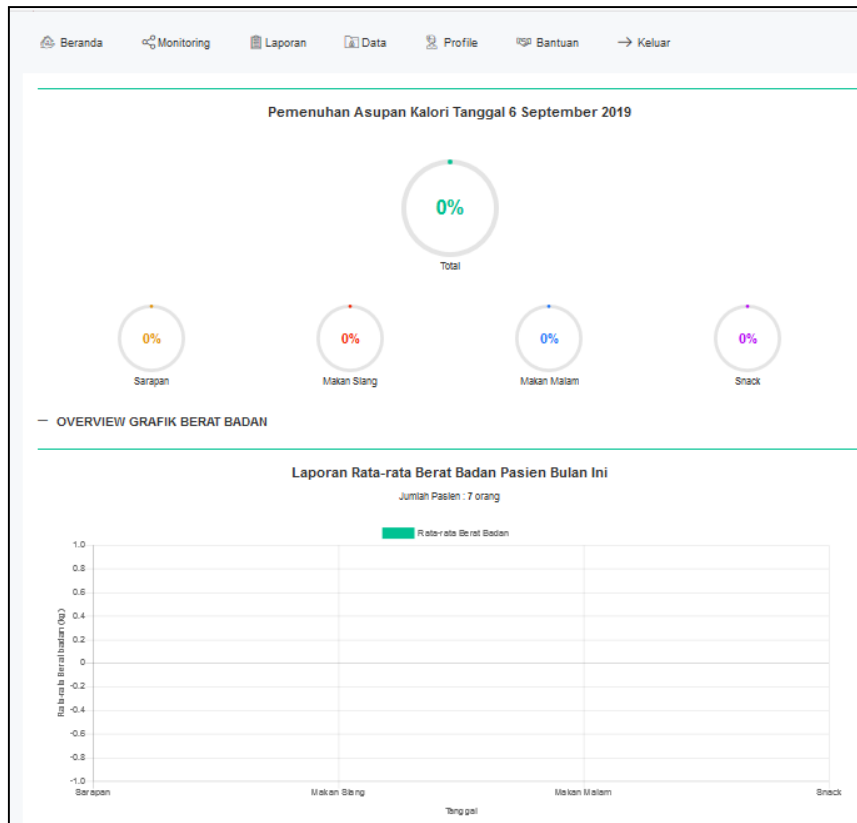 Beranda Monitoring Laporan Data Profile Bantuan Keluar
Pemenuhan Asupan Kalori Tanggal 6 September 2019
0%
Total
0% 0% 0% 0%
Sarapan Makan Siang Makan Malam Snack
OVERVIEW GRAFIK BERAT BADAN
Laporan Rata-rata Berat Badan Pasien Bulan Ini
Jumlah Pasien : 7 orang
Rata-rata Berat Badan
Rata-rata Berat badan (kg)
1.0
0.8
0.6
0.4
0.2
0
-0.2
-0.4
-0.6
-0.8
-1.0
Sarapan Makan Siang Makan Malam Snack
Tanggal